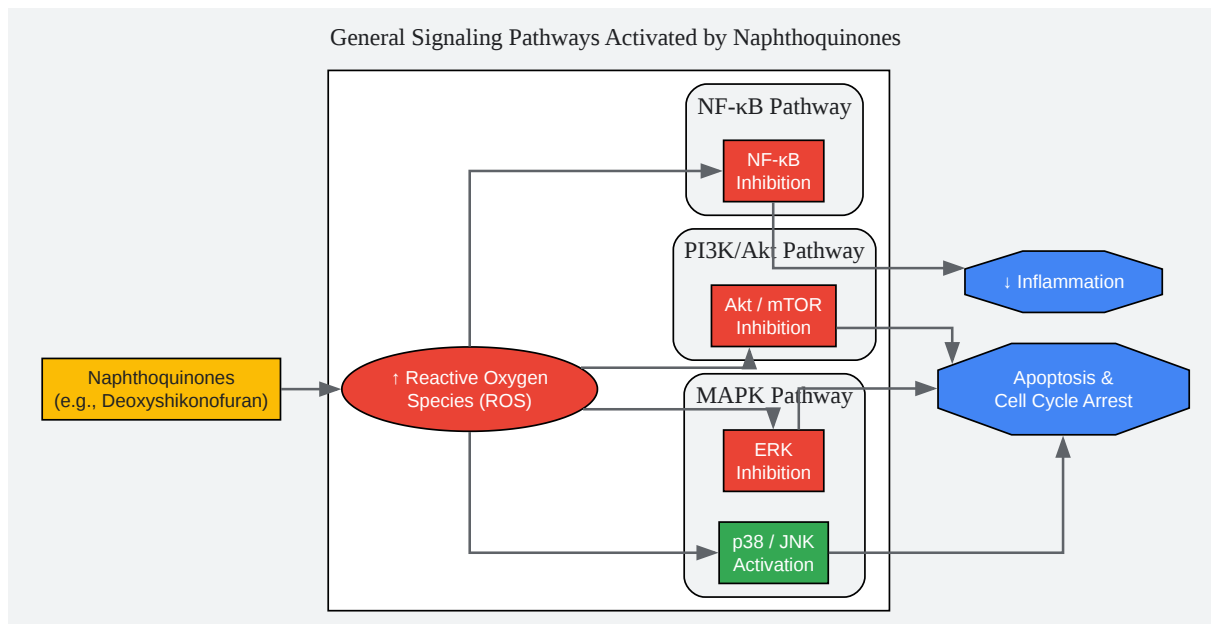 General Signaling Pathways Activated by Naphthoquinones
NF-κB Pathway
NF-κB
Inhibition
PI3K/Akt Pathway
Akt / mTOR
Inhibition
↓ Inflammation
Naphthoquinones
(e.g., Deoxyshikonofuran)
↑ Reactive Oxygen
Species (ROS)
MAPK Pathway
ERK
Inhibition
p38 / JNK
Activation
Apoptosis &
Cell Cycle Arrest